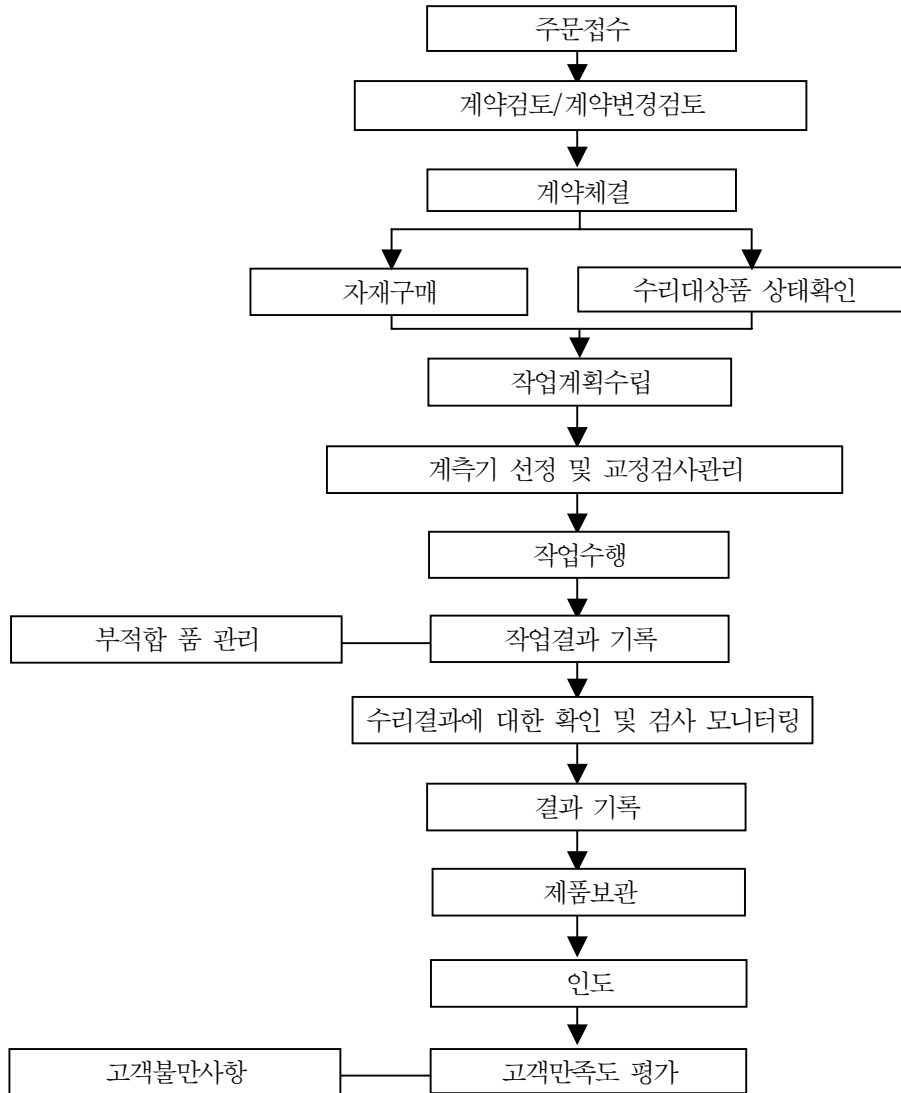 주문접수
계약검토/계약변경검토
계약체결
자재구매
수리대상품 상태확인
작업계획수립
계측기 선정 및 교정검사관리
작업수행
부적합 품 관리
작업결과 기록
수리결과에 대한 확인 및 검사 모니터링
결과 기록
제품보관
인도
고객불만사항
고객만족도 평가